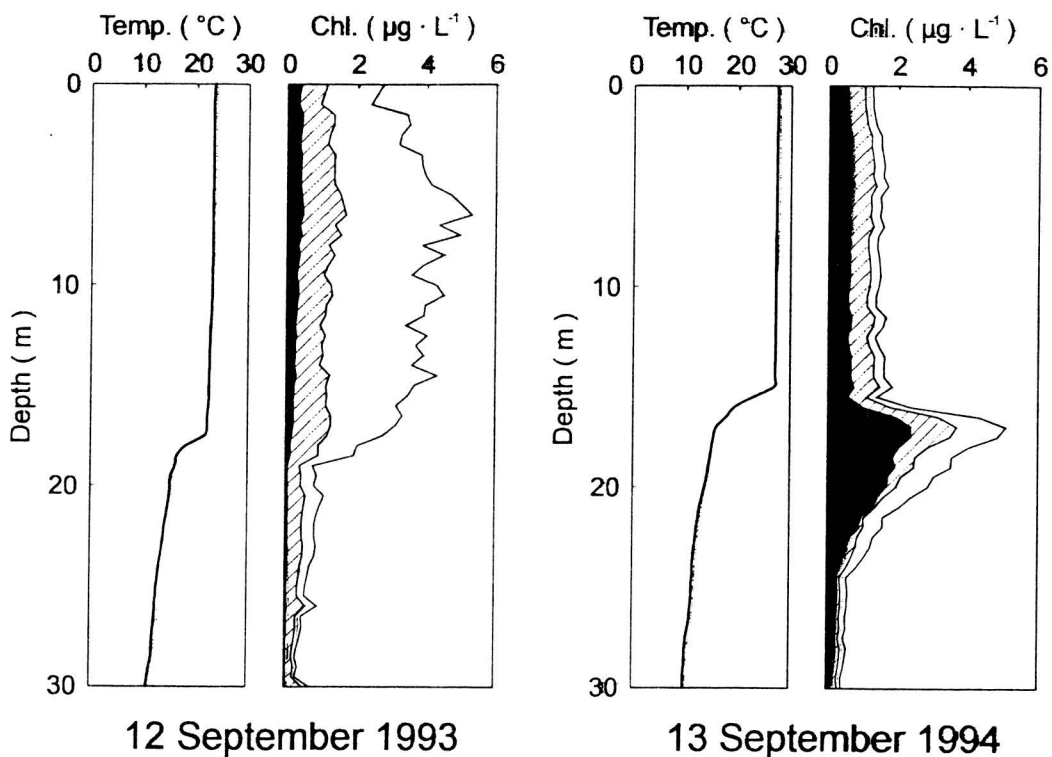 Temp. ( °C) Chl. ( µg · L⁻¹)
0 10 20 30 0 2 4 6
0
10
20
30
Depth ( m )
12 September 1993
Temp. ( °C) Chl. ( µg · L⁻¹)
0 10 20 30 0 2 4 6
0
10
20
30
Depth ( m )
13 September 1994